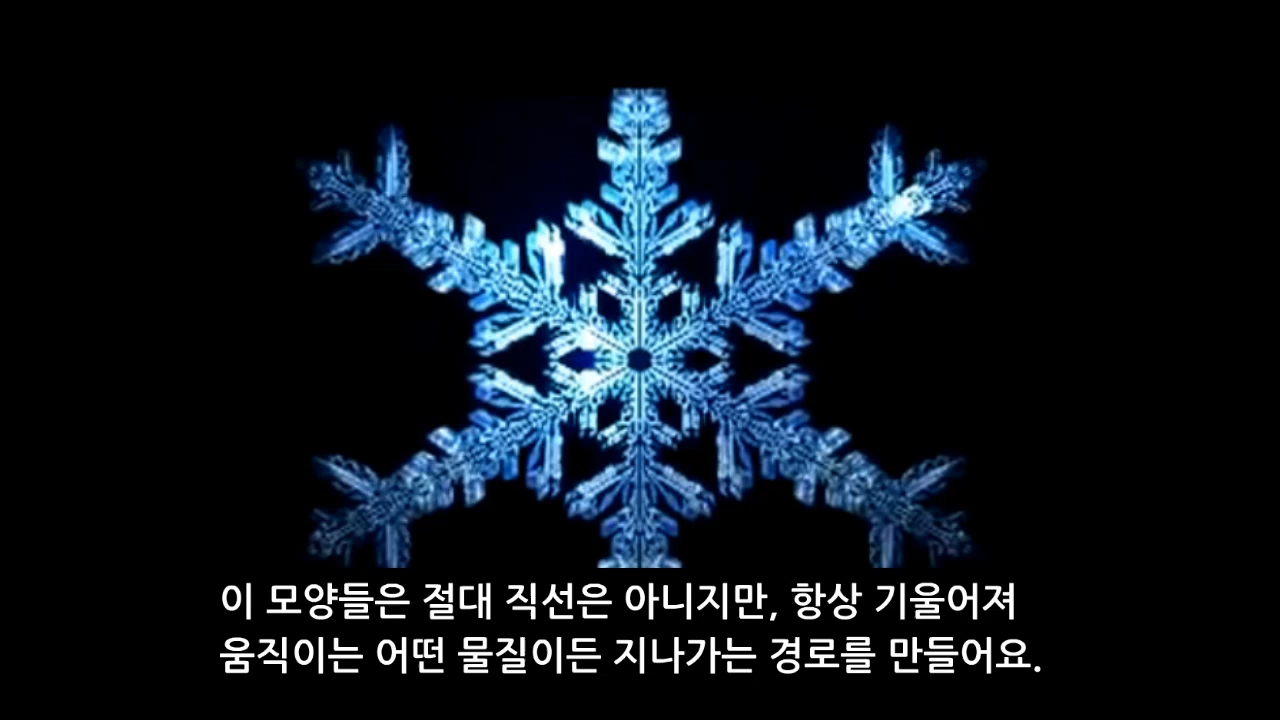 이 모양들은 절대 직선은 아니지만, 항상 기울어져
움직이는 어떤 물질이든 지나가는 경로를 만들어요.